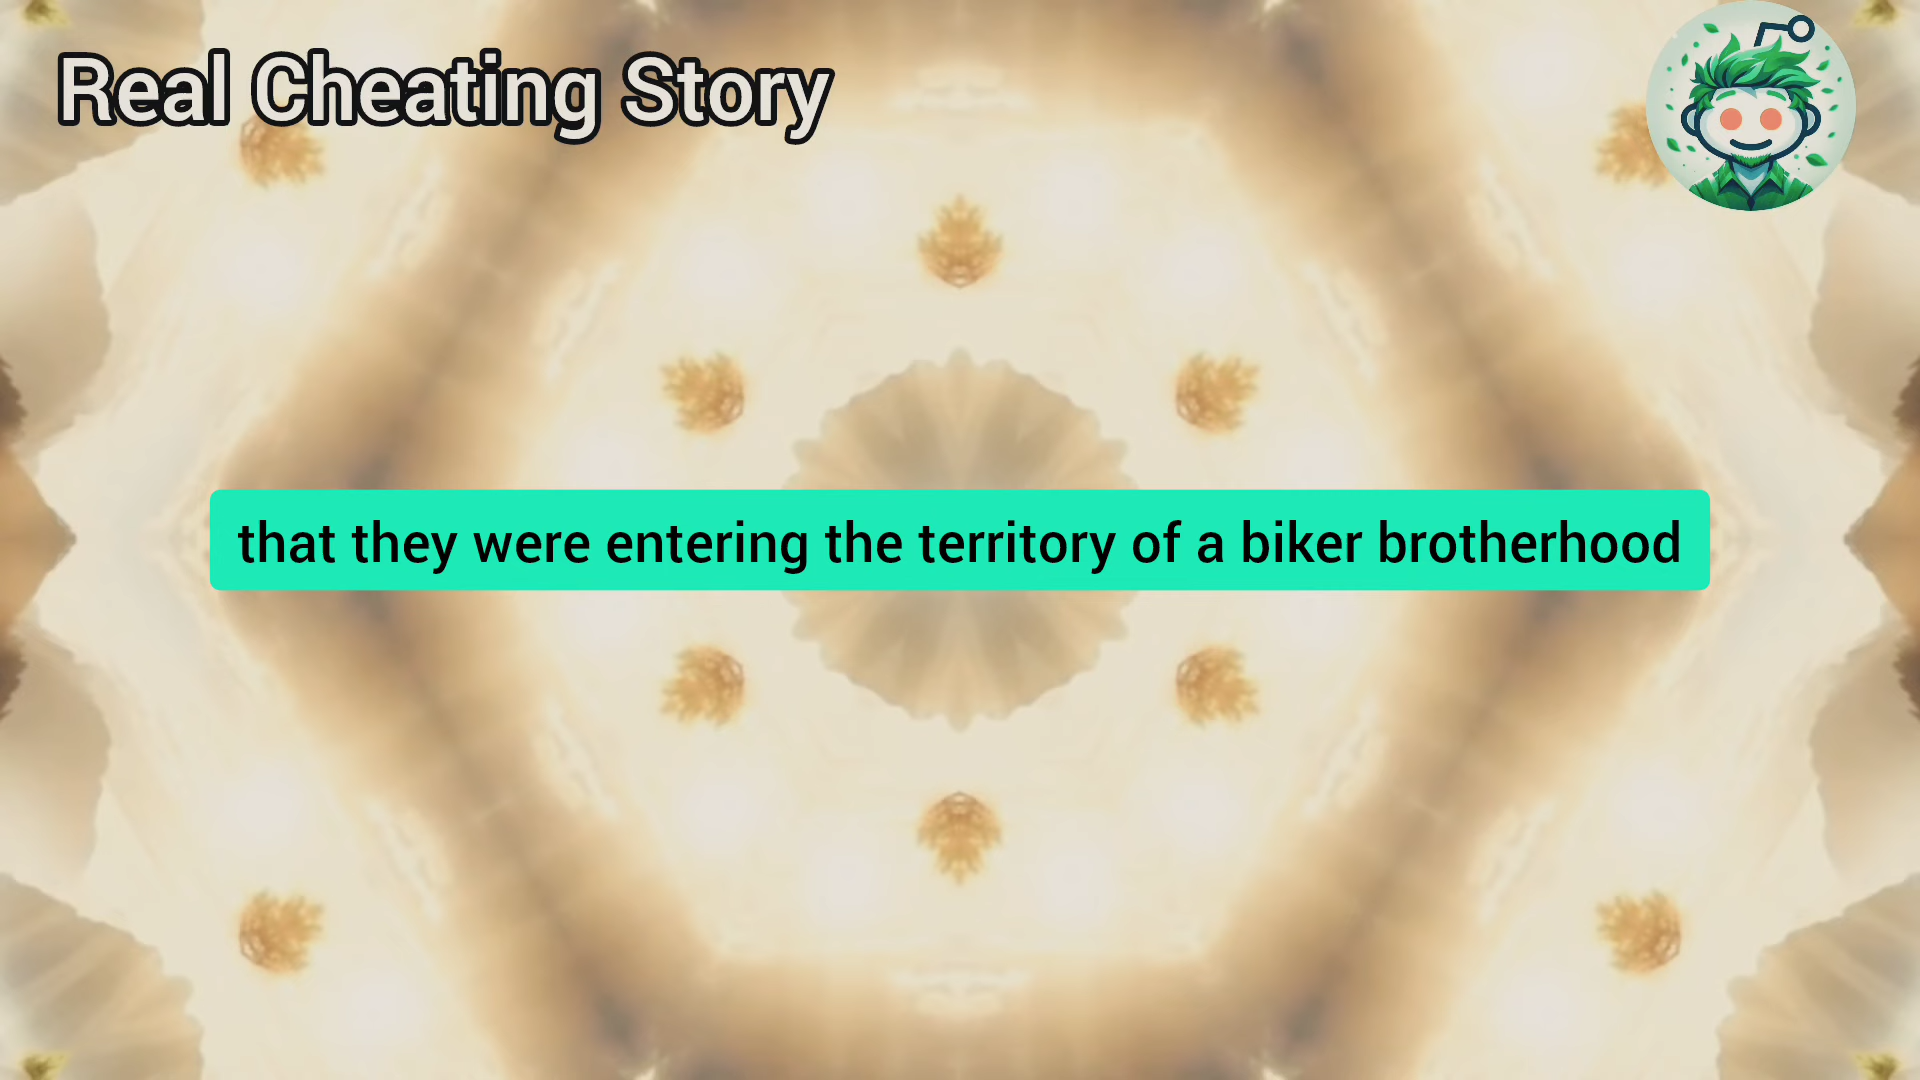 Real Cheating Story
that they were entering the territory of a biker brotherhood